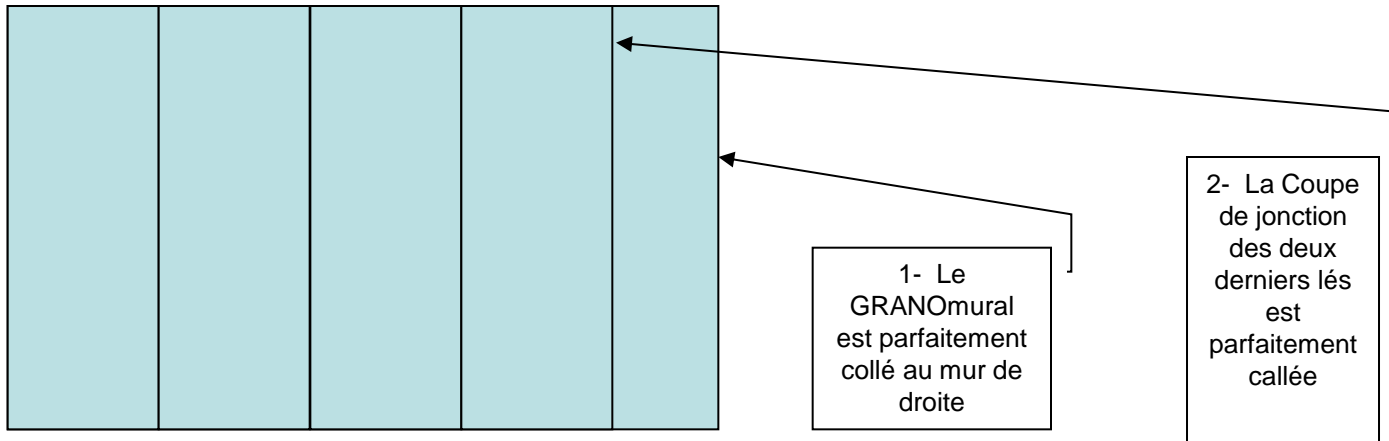 1- Le
GRANOmural
est parfaitement
collé au mur de
droite
2- La Coupe
de jonction
des deux
derniers lés
est
parfaitement
callée